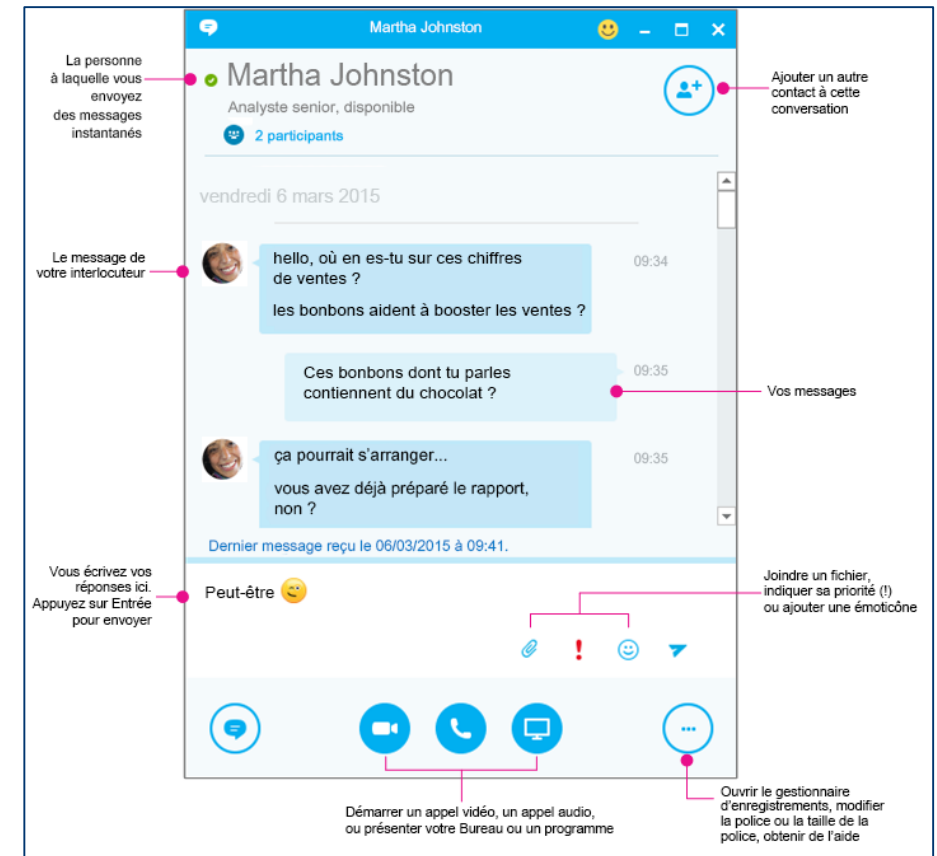 Martha Johnston
La personne
à laquelle vous
envoyez
des messages
instantanés
Martha Johnston
Analyste senior, disponible
2 participants
Ajouter un autre
contact à cette
conversation
vendredi 6 mars 2015
Le message de
votre interlocuteur
hello, où en es-tu sur ces chiffres
de ventes ?
09:34
les bonbons aident à booster les ventes ?
Ces bonbons dont tu parles
contiennent du chocolat ?
09:35
Vos messages
ça pourrait s'arranger...
09:35
vous avez déjà préparé le rapport,
non ?
Dernier message reçu le 06/03/2015 à 09:41.
Vous écrivez vos
réponses ici.
Appuyez sur Entrée
pour envoyer
Peut-être
Joindre un fichier,
indiquer sa priorité (!)
ou ajouter une émoticône
Démarrer un appel vidéo, un appel audio,
ou présenter votre Bureau ou un programme
Ouvrir le gestionnaire
d'enregistrements, modifier
la police ou la taille de la
police, obtenir de l'aide